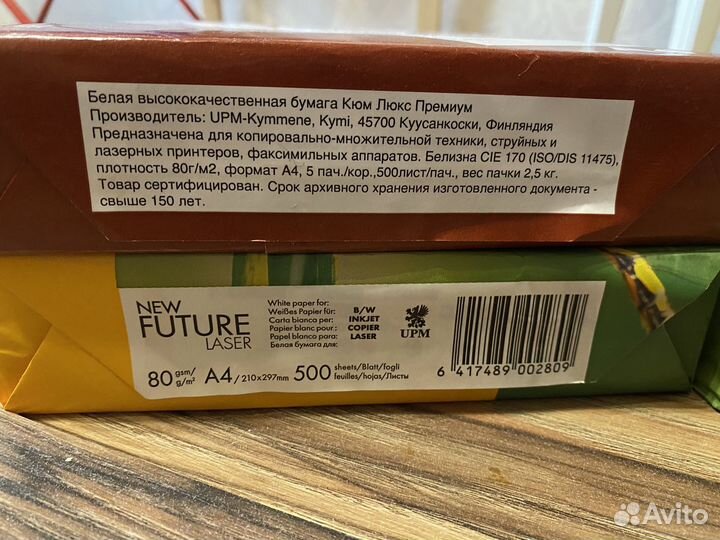 Белая высококачественная бумага Кюм Люкс Премиум
Производитель: UPM-Kymmene, Kymi, 45700 Куусанкоски, Финляндия
Предназначена для копировально-множительной техники, струйных и
лазерных принтеров, факсимильных аппаратов. Белизна CIE 170 (ISO/DIS 11475),
плотность 80г/м2, формат А4, 5 пач./кор.,500лист/пач., вес пачки 2,5 кг.
Товар сертифицирован. Срок архивного хранения изготовленного документа -
свыше 150 лет.
NEW
FUTURE
LASER
White paper for:
Weißes Papier für:
Carta bianca per:
Papier blanc pour:
Papel blanco para:
Белая бумага для:
B/W
INKJET
COPIER
LASER
UPM
80 gsm/ g/m² A4/210x297mm 500 sheets/Blatt/fogli
feuilles/hojas/Листы
6 417489 002809
Avito